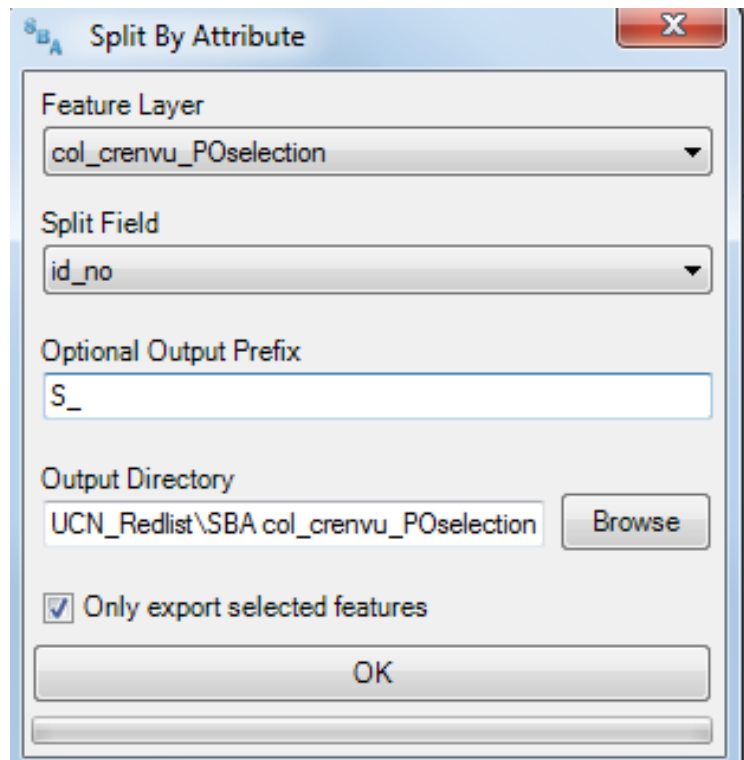 SBA Split By Attribute X
Feature Layer
col_crenvu_POselection
Split Field
id_no
Optional Output Prefix
S_
Output Directory
UCN_Redlist\SBA col_crenvu_POselection Browse
Only export selected features
OK